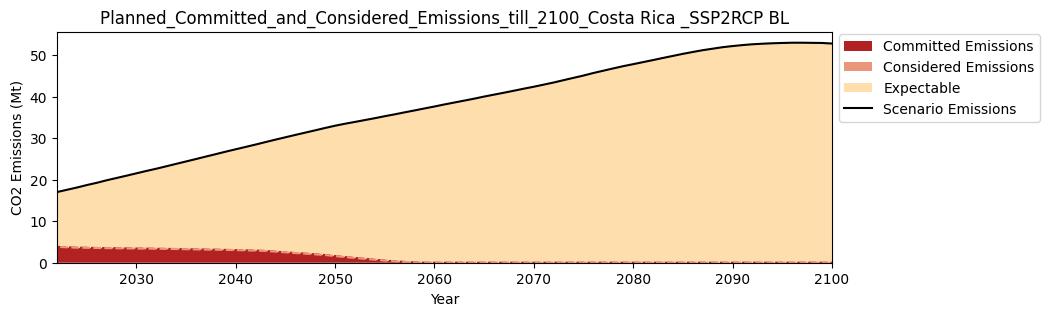 Planned_Committed_and_Considered_Emissions_till_2100_Costa Rica _SSP2RCP BL
CO2 Emissions (Mt)
50
40
30
20
10
0
2030 2040 2050 2060 2070 2080 2090 2100
Year
Committed Emissions
Considered Emissions
Expectable
Scenario Emissions